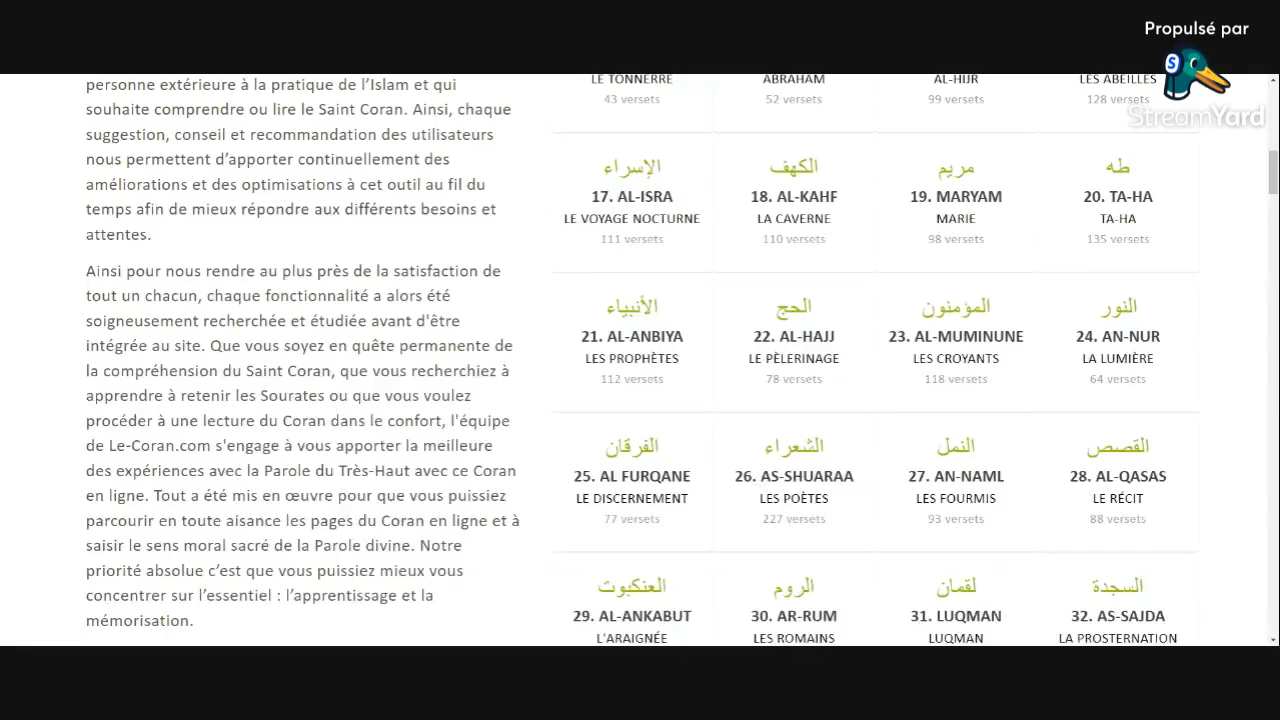 Propulsé par
StreamYard
personne extérieure à la pratique de l’Islam et qui
souhaite comprendre ou lire le Saint Coran. Ainsi, chaque
suggestion, conseil et recommandation des utilisateurs
nous permettent d’apporter continuellement des
améliorations et des optimisations à cet outil au fil du
temps afin de mieux répondre aux différents besoins et
attentes.
Ainsi pour nous rendre au plus près de la satisfaction de
tout un chacun, chaque fonctionnalité a alors été
soigneusement recherchée et étudiée avant d'être
intégrée au site. Que vous soyez en quête permanente de
la compréhension du Saint Coran, que vous recherchiez à
apprendre à retenir les Sourates ou que vous voulez
procéder à une lecture du Coran dans le confort, l'équipe
de Le-Coran.com s'engage à vous apporter la meilleure
des expériences avec la Parole du Très-Haut avec ce Coran
en ligne. Tout a été mis en œuvre pour que vous puissiez
parcourir en toute aisance les pages du Coran en ligne et à
saisir le sens moral sacré de la Parole divine. Notre
priorité absolue c’est que vous puissiez mieux vous
concentrer sur l’essentiel : l’apprentissage et la
mémorisation.
LE TONNERRE
43 versets
ABRAHAM
52 versets
AL-HIJR
99 versets
LES ABEILLES
128 versets
الإسراء
17. AL-ISRA
LE VOYAGE NOCTURNE
111 versets
الكهف
18. AL-KAHF
LA CAVERNE
110 versets
مريم
19. MARYAM
MARIE
98 versets
طه
20. TA-HA
TA-HA
135 versets
الأنبياء
21. AL-ANBIYA
LES PROPHÈTES
112 versets
الحج
22. AL-HAJJ
LE PÈLERINAGE
78 versets
المؤمنون
23. AL-MUMINUNE
LES CROYANTS
118 versets
النور
24. AN-NUR
LA LUMIÈRE
64 versets
الفرقان
25. AL FURQANE
LE DISCERNEMENT
77 versets
الشعراء
26. AS-SHUARAA
LES POÈTES
227 versets
النمل
27. AN-NAML
LES FOURMIS
93 versets
القصص
28. AL-QASAS
LE RÉCIT
88 versets
العنكبوت
29. AL-ANKABUT
L'ARAIGNÉE
الروم
30. AR-RUM
LES ROMAINS
لقمان
31. LUQMAN
LUQMAN
السجدة
32. AS-SAJDA
LA PROSTERNATION